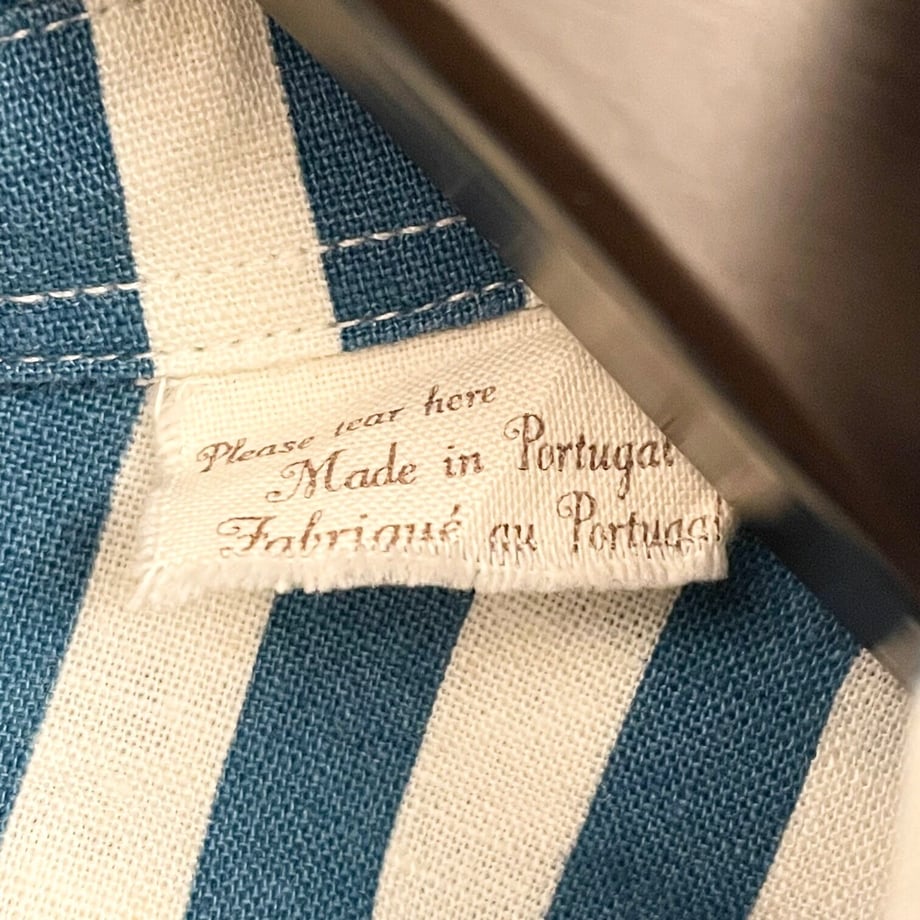 Please tear here
Made in Portugal
Fabriqué au Portugal